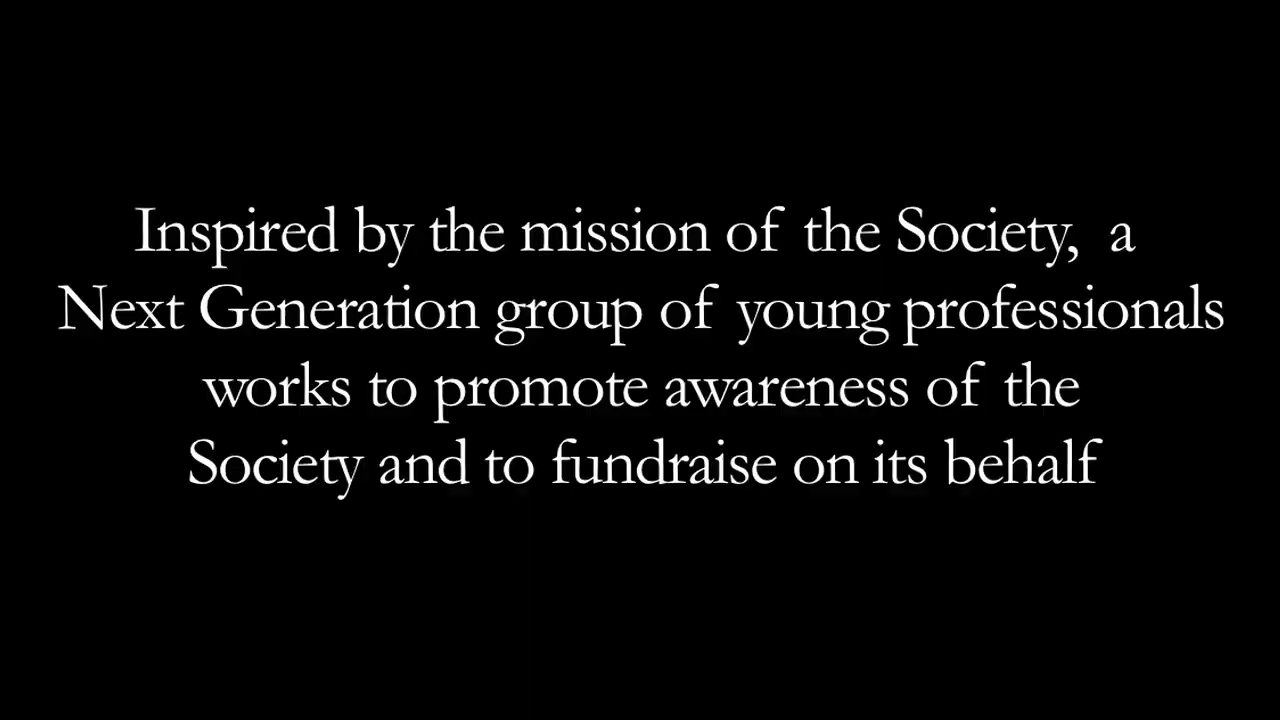 Inspired by the mission of the Society, a
Next Generation group of young professionals
works to promote awareness of the
Society and to fundraise on its behalf